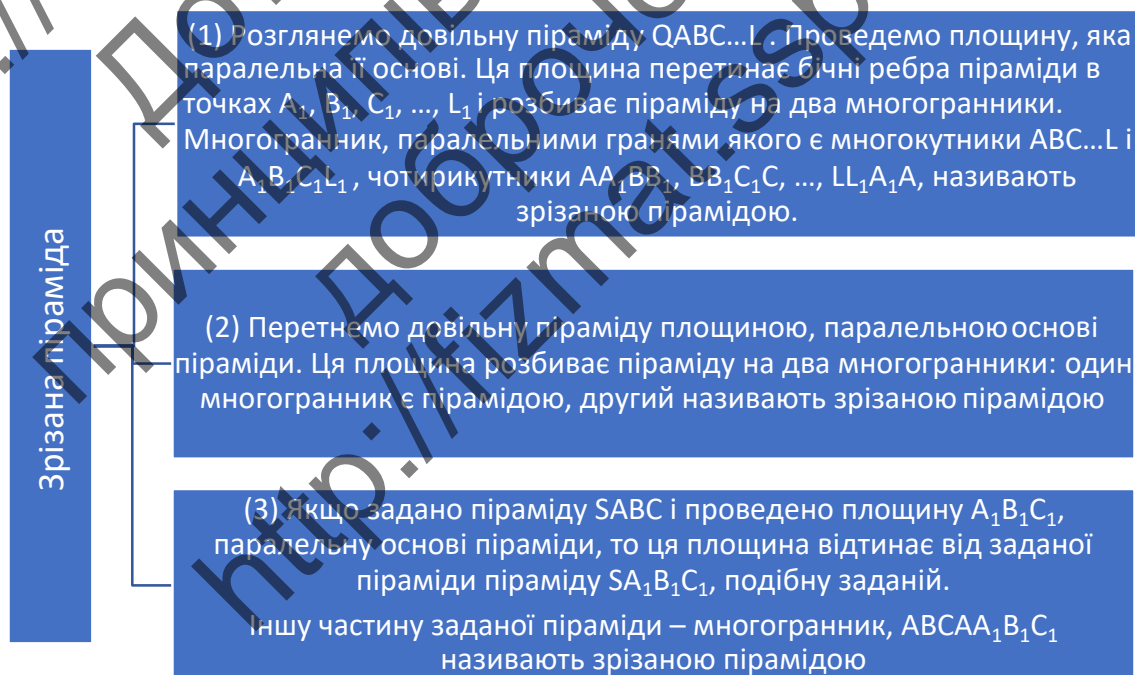 Зрізана піраміда
(1) Розглянемо довільну піраміду QABC...L . Проведемо площину, яка
паралельна її основі. Ця площина перетинає бічні ребра піраміди в
точках A₁, B₁, C₁, ..., L₁ і розбиває піраміду на два многогранники.
Многогранник, паралельними гранями якого є многокутники ABC...L і
A₁B₁C₁L₁ , чотирикутники AA₁BB₁, BB₁C₁C, ..., LL₁A₁A, називають
зрізаною пірамідою.
(2) Перетнемо довільну піраміду площиною, паралельною основі
піраміди. Ця площина розбиває піраміду на два многогранники: один
многогранник є пірамідою, другий називають зрізаною пірамідою
(3) Якщо задано піраміду SABC і проведено площину A₁B₁C₁,
паралельну основі піраміди, то ця площина відтинає від заданої
піраміди піраміду SA₁B₁C₁, подібну заданій.
Іншу частину заданої піраміди – многогранник, ABCAA₁B₁C₁
називають зрізаною пірамідою
принципів
доброчо
http://fizmat.ssp